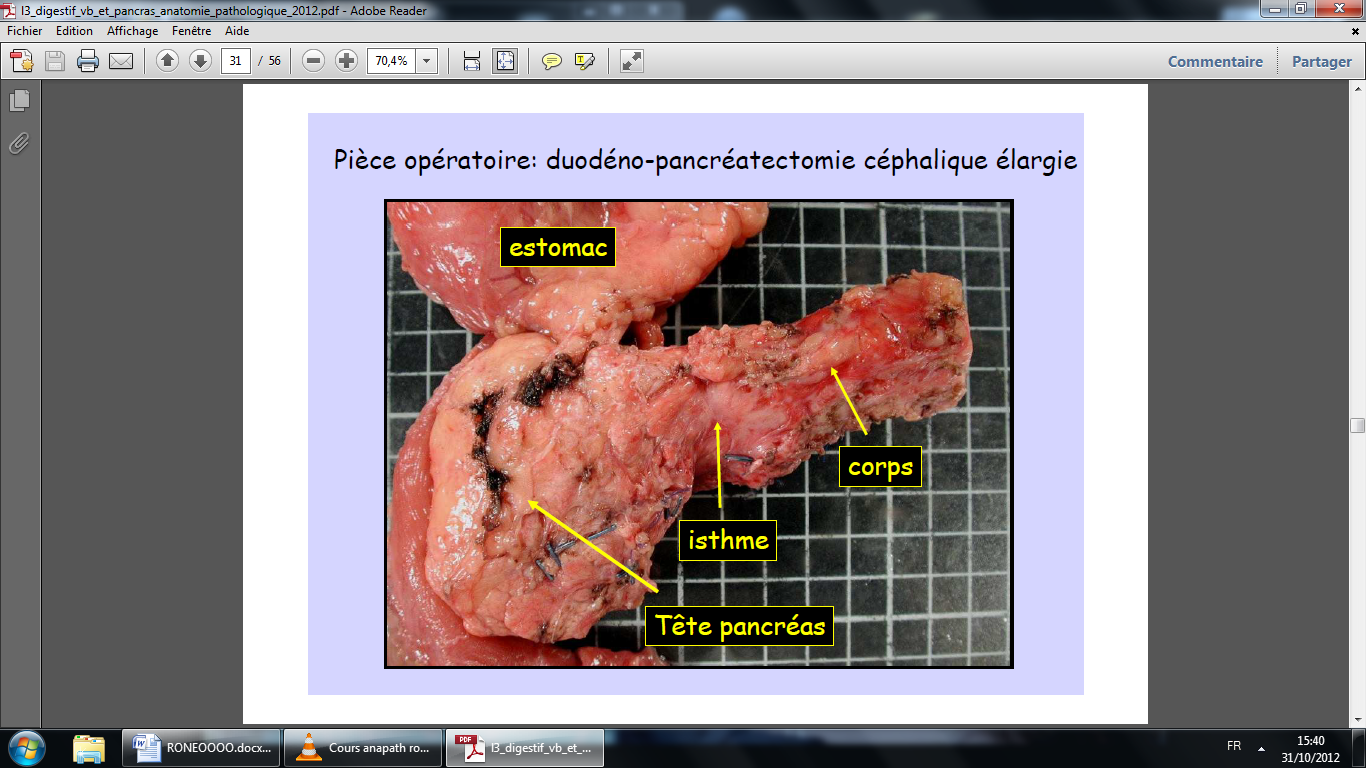 l3_digestif_vb_et_pancras_anatomie_pathologique_2012.pdf - Adobe Reader
Fichier Edition Affichage Fenêtre Aide
31 / 56 70,4% Commentaire Partager
Pièce opératoire: duodéno-pancréatectomie céphalique élargie
estomac
corps
isthme
Tête pancréas
RONEOOOO.docx... Cours anapath ro... l3_digestif_vb_et_... FR 15:40
31/10/2012